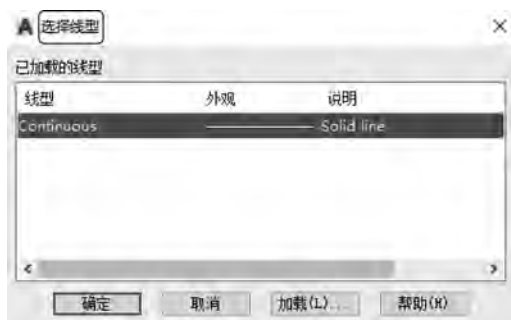 选择线型
已加载的线型
线型 外观 说明
Continuous Solid line
确定 取消 加载(L)... 帮助(H)